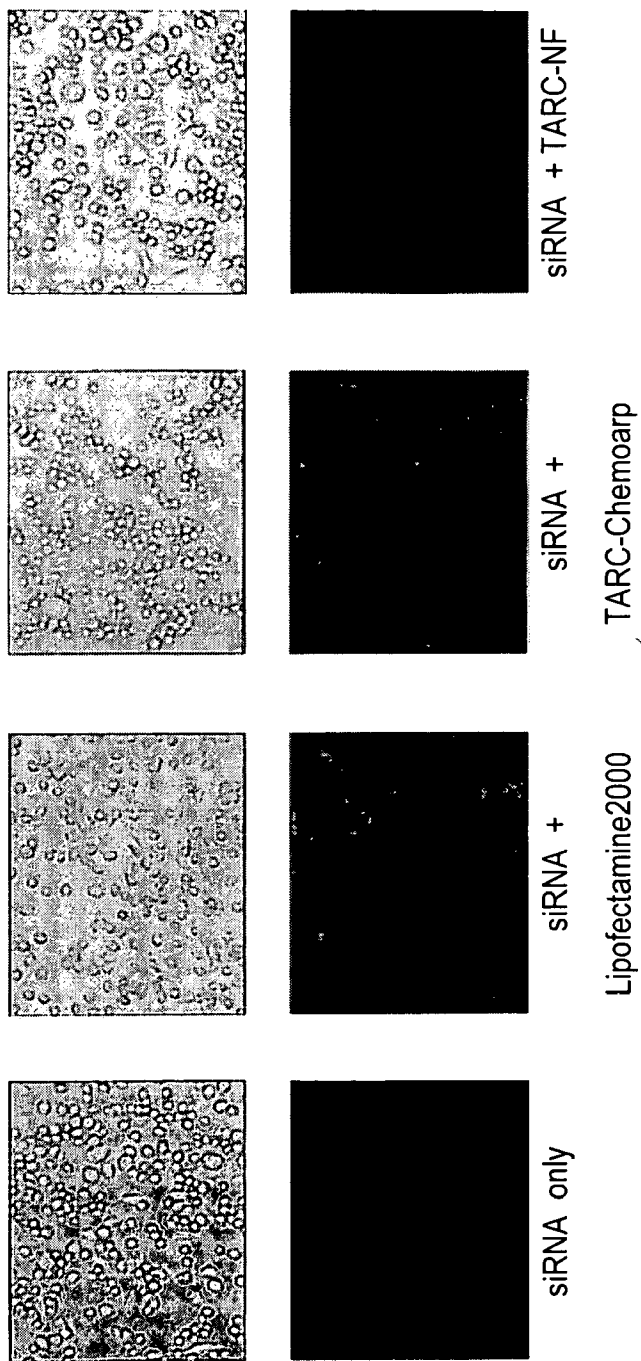 siRNA only
siRNA +
Lipofectamine2000
siRNA +
TARC-Chemoarp
siRNA + TARC-NF